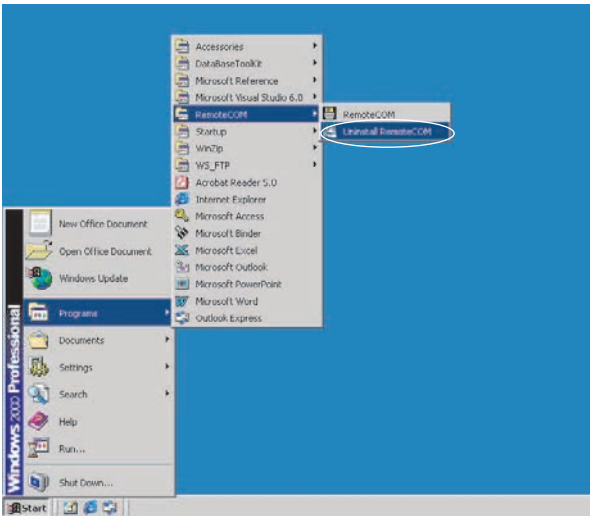 Accessories
DataBaseToolKit
Microsoft Reference
Microsoft Visual Studio 6.0
RemoteCOM
Startup
WinZip
WS_FTP
Acrobat Reader 5.0
Internet Explorer
Microsoft Access
Microsoft Binder
Microsoft Excel
Microsoft Outlook
Microsoft PowerPoint
Microsoft Word
Outlook Express
RemoteCOM
Uninstall RemoteCOM
New Office Document
Open Office Document
Windows Update
Programs
Documents
Settings
Search
Help
Run...
Shut Down...
Windows 2000 Professional
Start